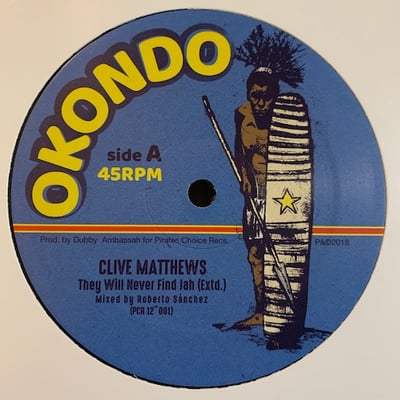 OKONDO
side A
45RPM
Prod. by Dubby Ambassah for Pirates Choice Recs.
P&©2018
CLIVE MATTHEWS
They Will Never Find Jah (Extd.)
Mixed by Roberto Sánchez
(PCR 12" 001)